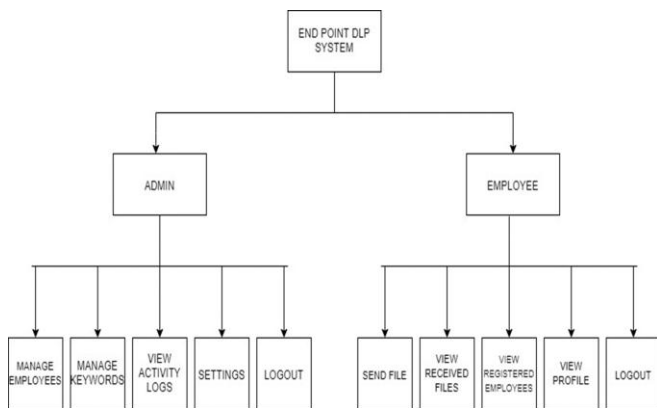 END POINT DLP
SYSTEM
ADMIN
EMPLOYEE
MANAGE
EMPLOYEES
MANAGE
KEYWORDS
VIEW
ACTIVITY
LOGS
SETTINGS
LOGOUT
SEND FILE
VIEW
RECEIVED
FILES
VIEW
REGISTERED
EMPLOYEES
VIEW
PROFILE
LOGOUT